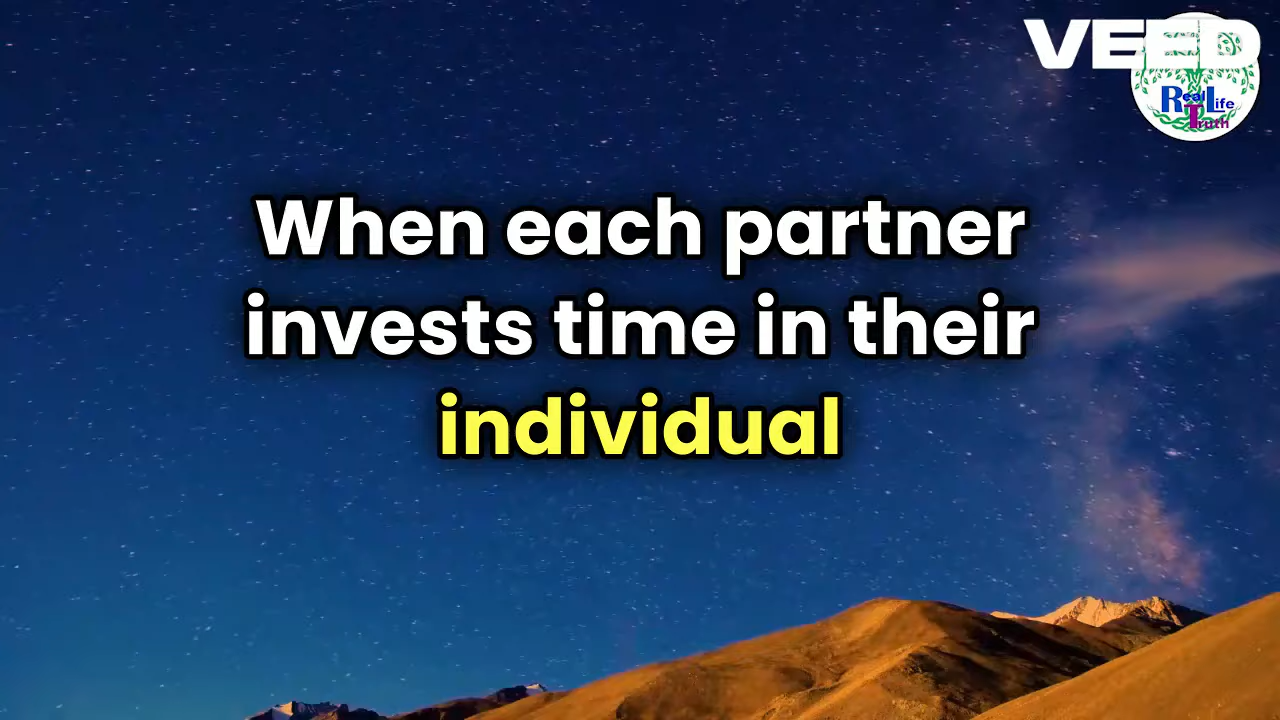 VEED
Real Life
Truth
When each partner
invests time in their
individual